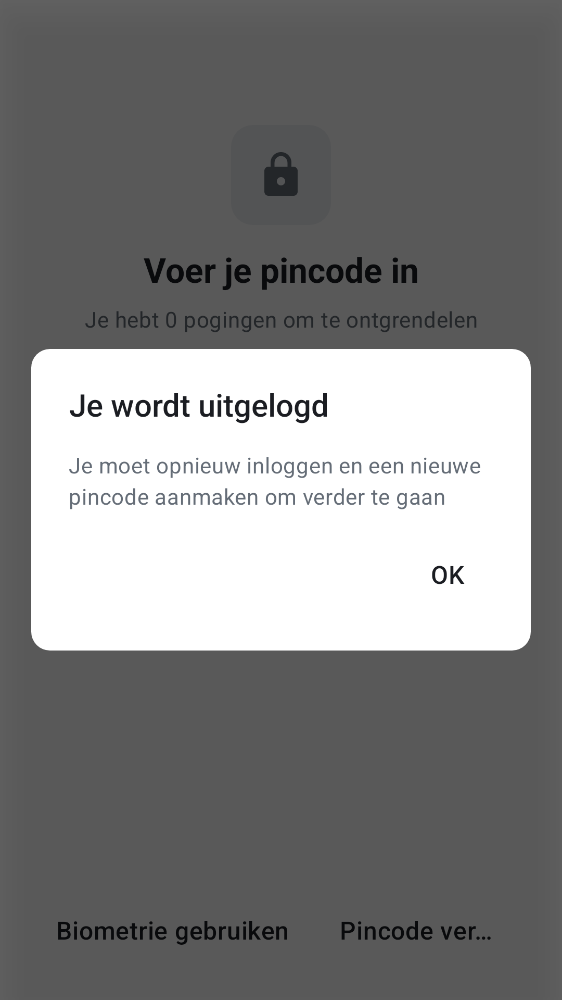 Voer je pincode in
Je hebt 0 pogingen om te ontgrendelen
Je wordt uitgelogd
Je moet opnieuw inloggen en een nieuwe
pincode aanmaken om verder te gaan
OK
Biometrie gebruiken
Pincode ver…